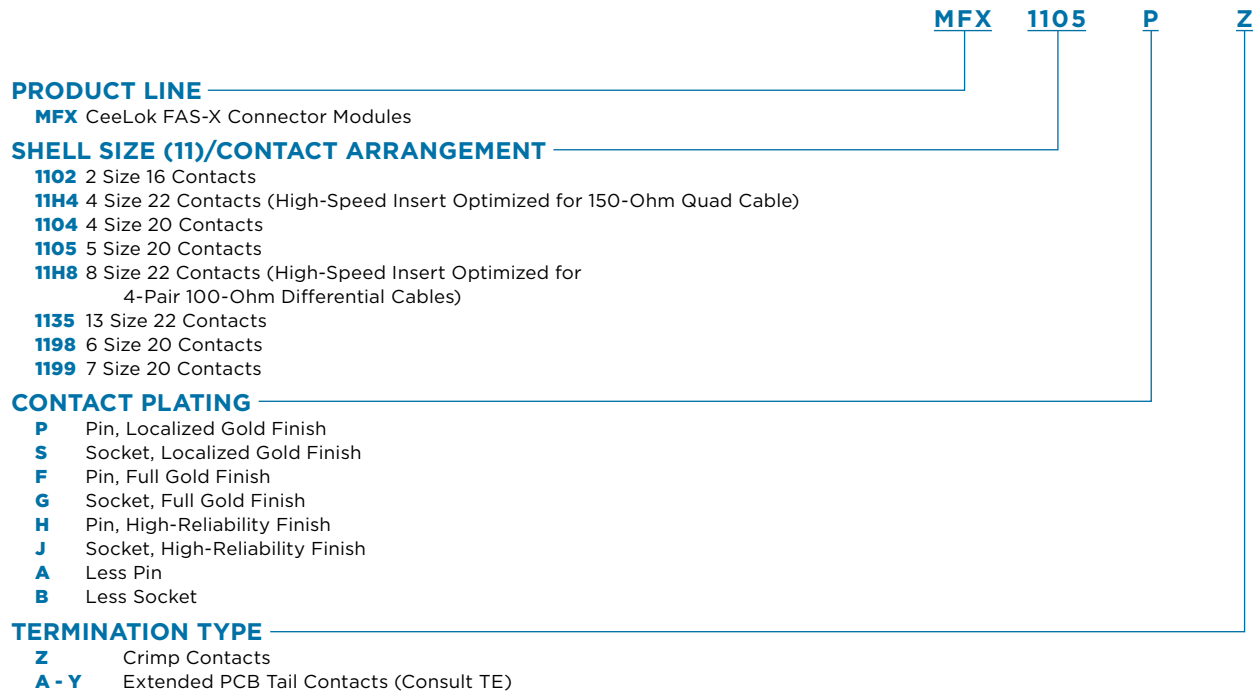 MFX 1105 P Z
PRODUCT LINE
MFX CeeLok FAS-X Connector Modules
SHELL SIZE (11)/CONTACT ARRANGEMENT
1102 2 Size 16 Contacts
11H4 4 Size 22 Contacts (High-Speed Insert Optimized for 150-Ohm Quad Cable)
1104 4 Size 20 Contacts
1105 5 Size 20 Contacts
11H8 8 Size 22 Contacts (High-Speed Insert Optimized for
4-Pair 100-Ohm Differential Cables)
1135 13 Size 22 Contacts
1198 6 Size 20 Contacts
1199 7 Size 20 Contacts
CONTACT PLATING
P Pin, Localized Gold Finish
S Socket, Localized Gold Finish
F Pin, Full Gold Finish
G Socket, Full Gold Finish
H Pin, High-Reliability Finish
J Socket, High-Reliability Finish
A Less Pin
B Less Socket
TERMINATION TYPE
Z Crimp Contacts
A - Y Extended PCB Tail Contacts (Consult TE)